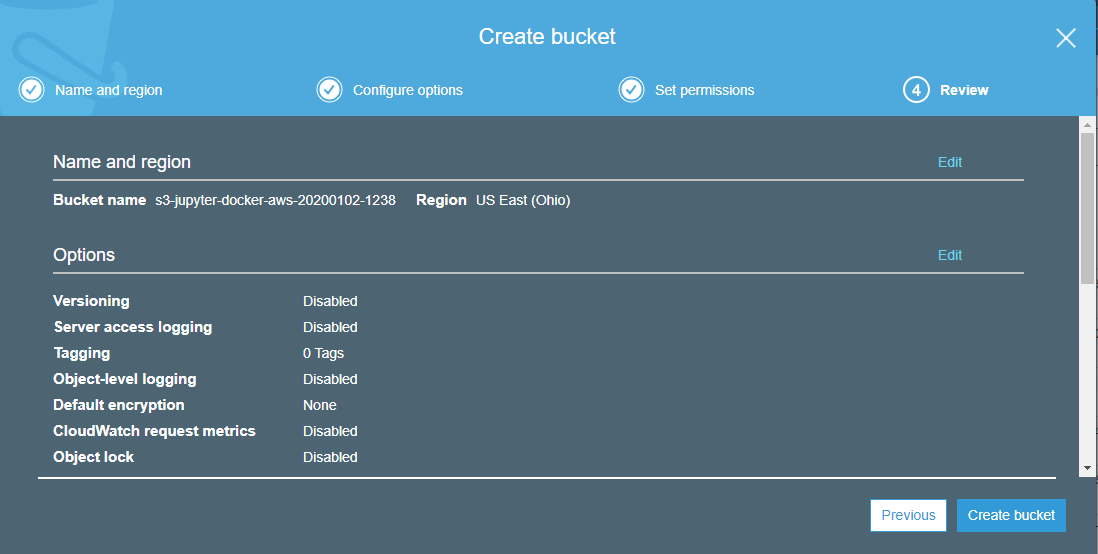 Create bucket
Name and region
Configure options
Set permissions
4 Review
Name and region Edit
Bucket name s3-jupyter-docker-aws-20200102-1238 Region US East (Ohio)
Options Edit
Versioning Disabled
Server access logging Disabled
Tagging 0 Tags
Object-level logging Disabled
Default encryption None
CloudWatch request metrics Disabled
Object lock Disabled
Previous Create bucket